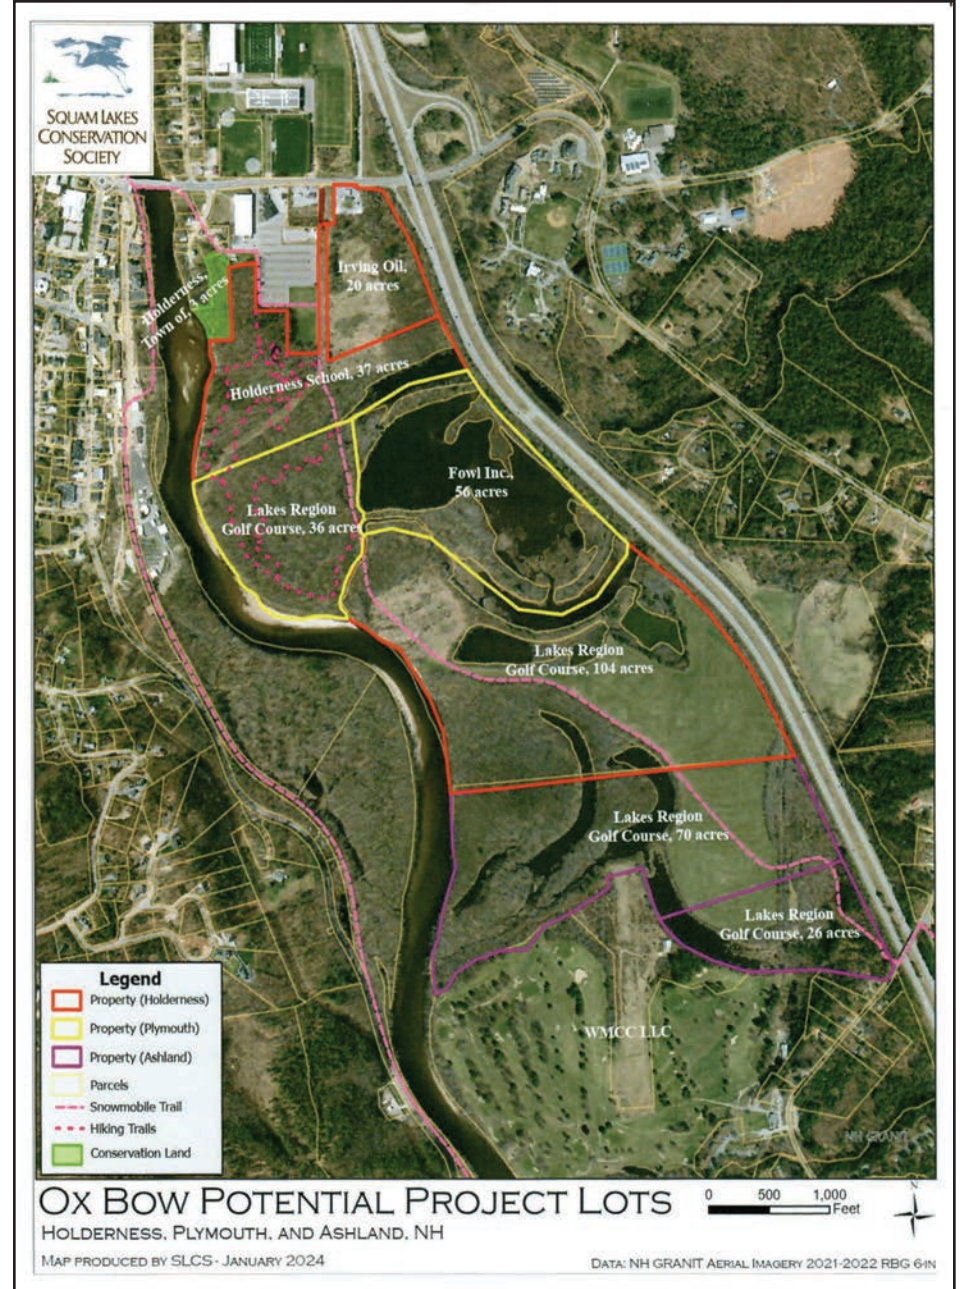 SQUAM LAKES
CONSERVATION
SOCIETY
Irving Oil,
20 acres
Holderness,
Town of, 3 acres
Holderness School, 37 acres
Fowl Inc.,
56 acres
Lakes Region
Golf Course, 36 acres
Lakes Region
Golf Course, 104 acres
Lakes Region
Golf Course, 70 acres
Lakes Region
Golf Course, 26 acres
WMCC LLC
Legend
Property (Holderness)
Property (Plymouth)
Property (Ashland)
Parcels
Snowmobile Trail
Hiking Trails
Conservation Land
NH GRANIT
OX BOW POTENTIAL PROJECT LOTS
HOLDERNESS, PLYMOUTH, AND ASHLAND, NH
MAP PRODUCED BY SLCS - JANUARY 2024
0 500 1,000
Feet
N
DATA: NH GRANIT AERIAL IMAGERY 2021-2022 RBG 6-IN